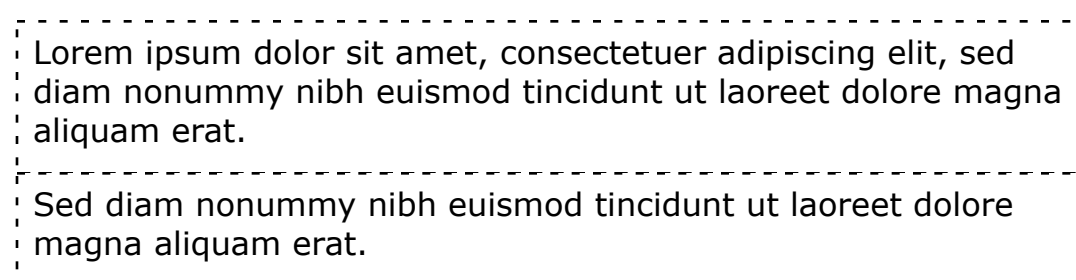 Lorem ipsum dolor sit amet, consectetuer adipiscing elit, sed
diam nonummy nibh euismod tincidunt ut laoreet dolore magna
aliquam erat.
Sed diam nonummy nibh euismod tincidunt ut laoreet dolore
magna aliquam erat.